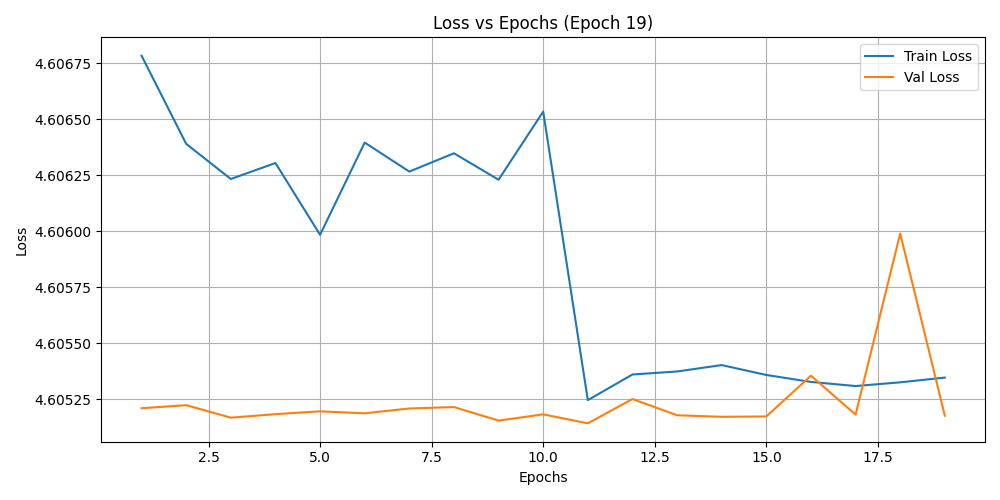 Loss vs Epochs (Epoch 19)
Train Loss
Val Loss
4.60675
4.60650
4.60625
4.60600
4.60575
4.60550
4.60525
Loss
2.5 5.0 7.5 10.0 12.5 15.0 17.5
Epochs